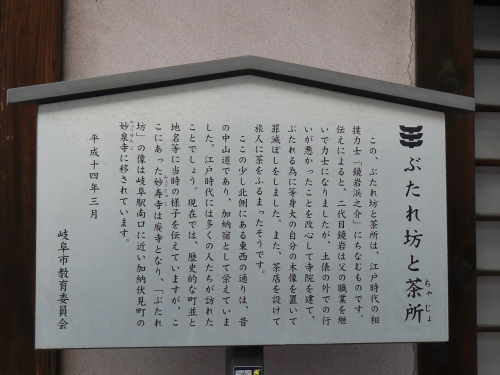 ぶたれ坊と茶所
ちゃじょ
この、ぶたれ坊と茶所は、江戸時代の相
撲力士「鏡岩浜之介」にちなむものです。
伝えによると、二代目鏡岩は父の職業を継
いで力士になりましたが、土俵の外での行
いが悪かったことを改心して寺院を建て、
ぶたれる為に等身大の自分の木像を置いて
罪滅ぼしをしました。また、茶店を設けて
旅人に茶をふるまったそうです。
ここの少し北側にある東西の通りは、昔
の中山道であり、加納宿として栄えていま
した。江戸時代には多くの人たちが訪れた
ことでしょう。現在では、歴史的な町並と
地名等に当時の様子を伝えていますが、こ
こにあった妙寿寺は廃寺となり、「ぶたれ
坊」の像は岐阜駅南口に近い加納伏見町の
妙泉寺に移されています。
平成十四年三月
岐阜市教育委員会